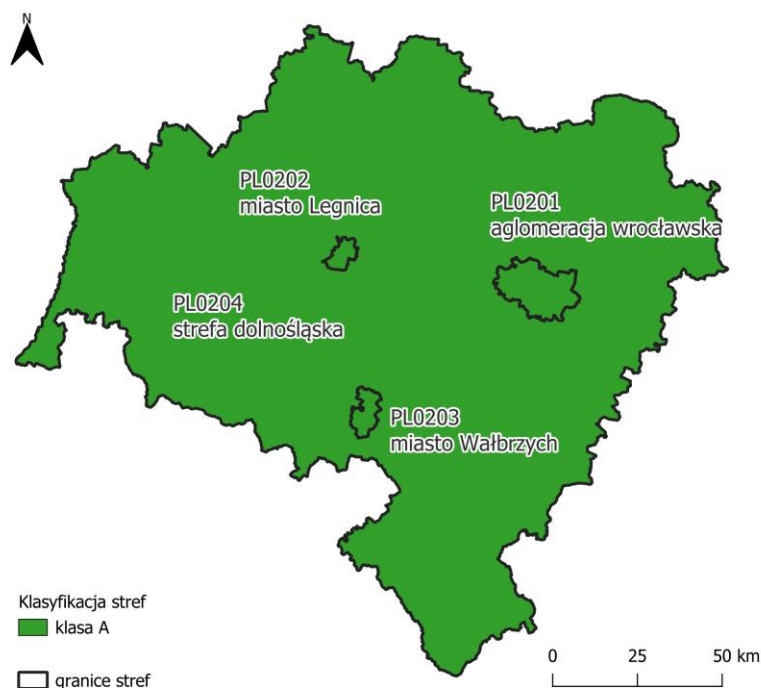 N
PL0202
miasto Legnica
PL0201
aglomeracja wrocławska
PL0204
strefa dolnośląska
PL0203
miasto Wałbrzych
Klasyfikacja stref
klasa A
granice stref
0 25 50 km